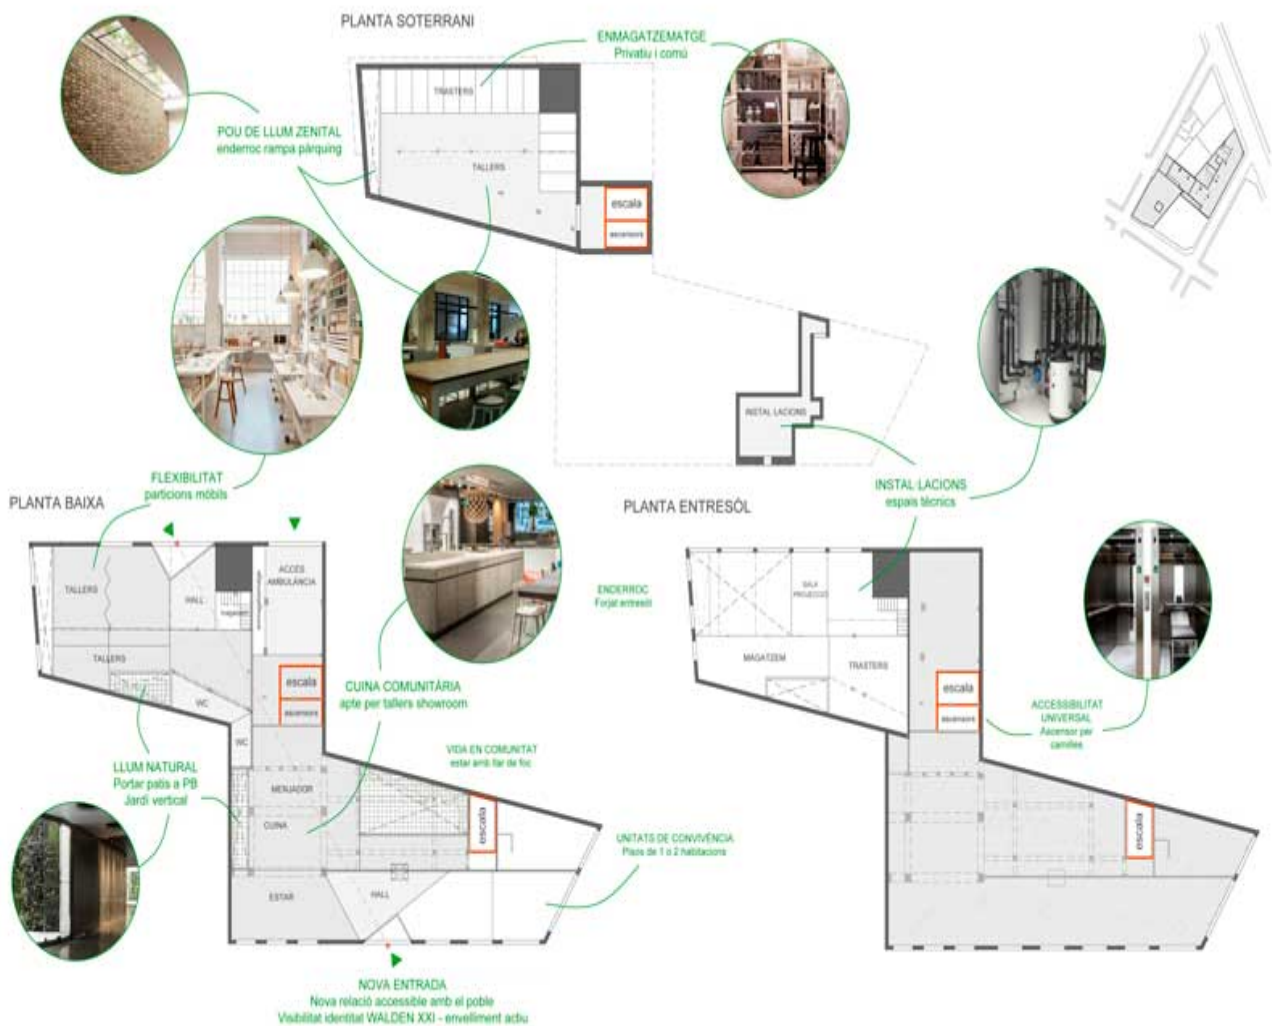 PLANTA SOTERRANI
ENMAGATZEMATGE
Privatiu i comú
TRASTERS
POU DE LLUM ZENITAL
enderroc rampa pàrquing
TALLERS
escala
ascensors
INSTAL·LACIONS
FLEXIBILITAT
particions mòbils
PLANTA BAIXA
INSTAL·LACIONS
espais tècnics
PLANTA ENTRESÒL
TALLERS
HALL
ACCÉS
AMBULÀNCIA
TALLERS
WC
WC
escala
ascensors
CUINA COMUNITÀRIA
apte per tallers showroom
ENDERROC
Forjat entresòl
SALA
PROJECCIÓ
MAGATZEM
TRASTERS
escala
ascensors
ACCESSIBILITAT
UNIVERSAL
Ascensor per
camilles
LLUM NATURAL
Portar patis a PB
Jardí vertical
VIDA EN COMUNITAT
estar amb llar de foc
MENJADOR
CUINA
escala
ESTAR
HALL
UNITATS DE CONVIVÈNCIA
Pisos de 1 o 2 habitacions
escala
NOVA ENTRADA
Nova relació accessible amb el poble
Visibilitat identitat WALDEN XXI - envelliment actiu